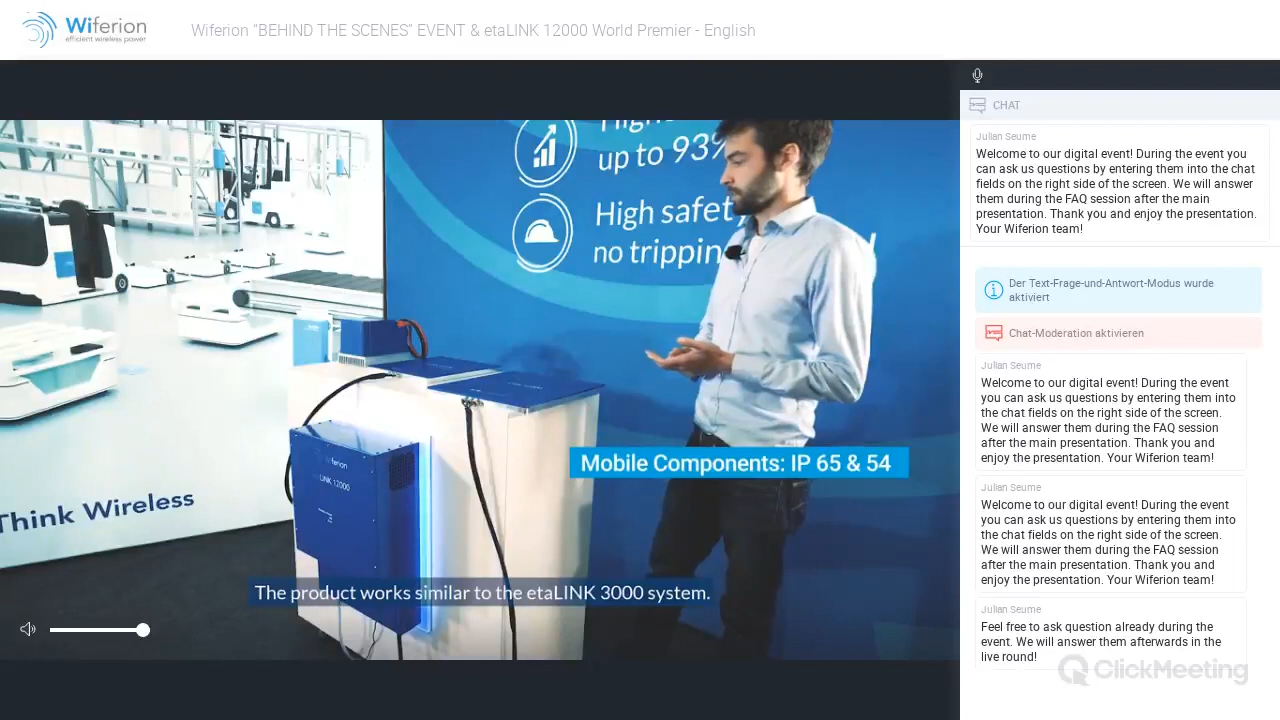 Wiferion
efficient wireless power
Wiferion "BEHIND THE SCENES" EVENT & etaLINK 12000 World Premier - English
up to 93%
High safety
no tripping
Wiferion
LINK 12000
Mobile Components: IP 65 & 54
Think Wireless
The product works similar to the etaLINK 3000 system.
CHAT
Julian Seume
Welcome to our digital event! During the event you
can ask us questions by entering them into the chat
fields on the right side of the screen. We will answer
them during the FAQ session after the main
presentation. Thank you and enjoy the presentation.
Your Wiferion team!
Der Text-Frage-und-Antwort-Modus wurde
aktiviert
Chat-Moderation aktivieren
Julian Seume
Welcome to our digital event! During the event
you can ask us questions by entering them into
the chat fields on the right side of the screen.
We will answer them during the FAQ session
after the main presentation. Thank you and
enjoy the presentation. Your Wiferion team!
Julian Seume
Welcome to our digital event! During the event
you can ask us questions by entering them into
the chat fields on the right side of the screen.
We will answer them during the FAQ session
after the main presentation. Thank you and
enjoy the presentation. Your Wiferion team!
Julian Seume
Feel free to ask question already during the
event. We will answer them afterwards in the
live round!
ClickMeeting